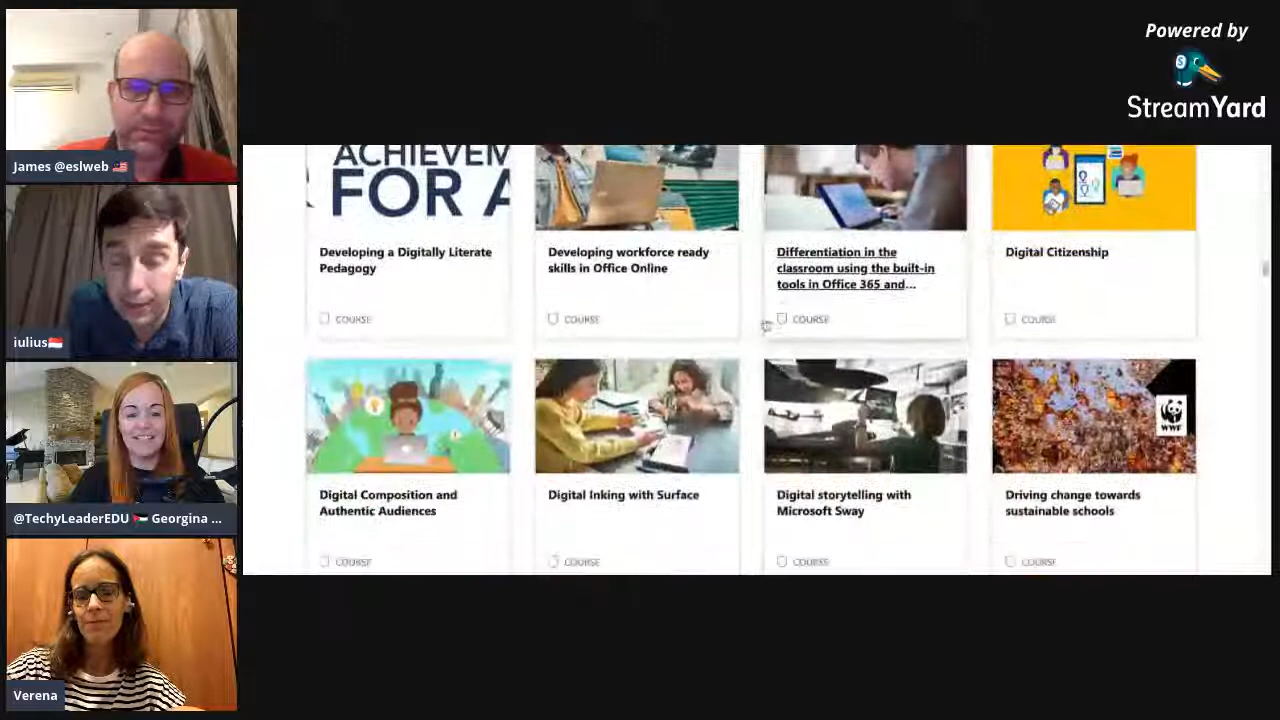 Powered by
StreamYard
James @eslweb
iulius
@TechyLeaderEDU Georgina ...
Verena
ACHIEVEM
FOR A
Developing a Digitally Literate
Pedagogy
COURSE
Developing workforce ready
skills in Office Online
COURSE
Differentiation in the
classroom using the built-in
tools in Office 365 and...
COURSE
Digital Citizenship
COURSE
Digital Composition and
Authentic Audiences
COURSE
Digital Inking with Surface
COURSE
Digital storytelling with
Microsoft Sway
COURSE
WWF
Driving change towards
sustainable schools
COURSE